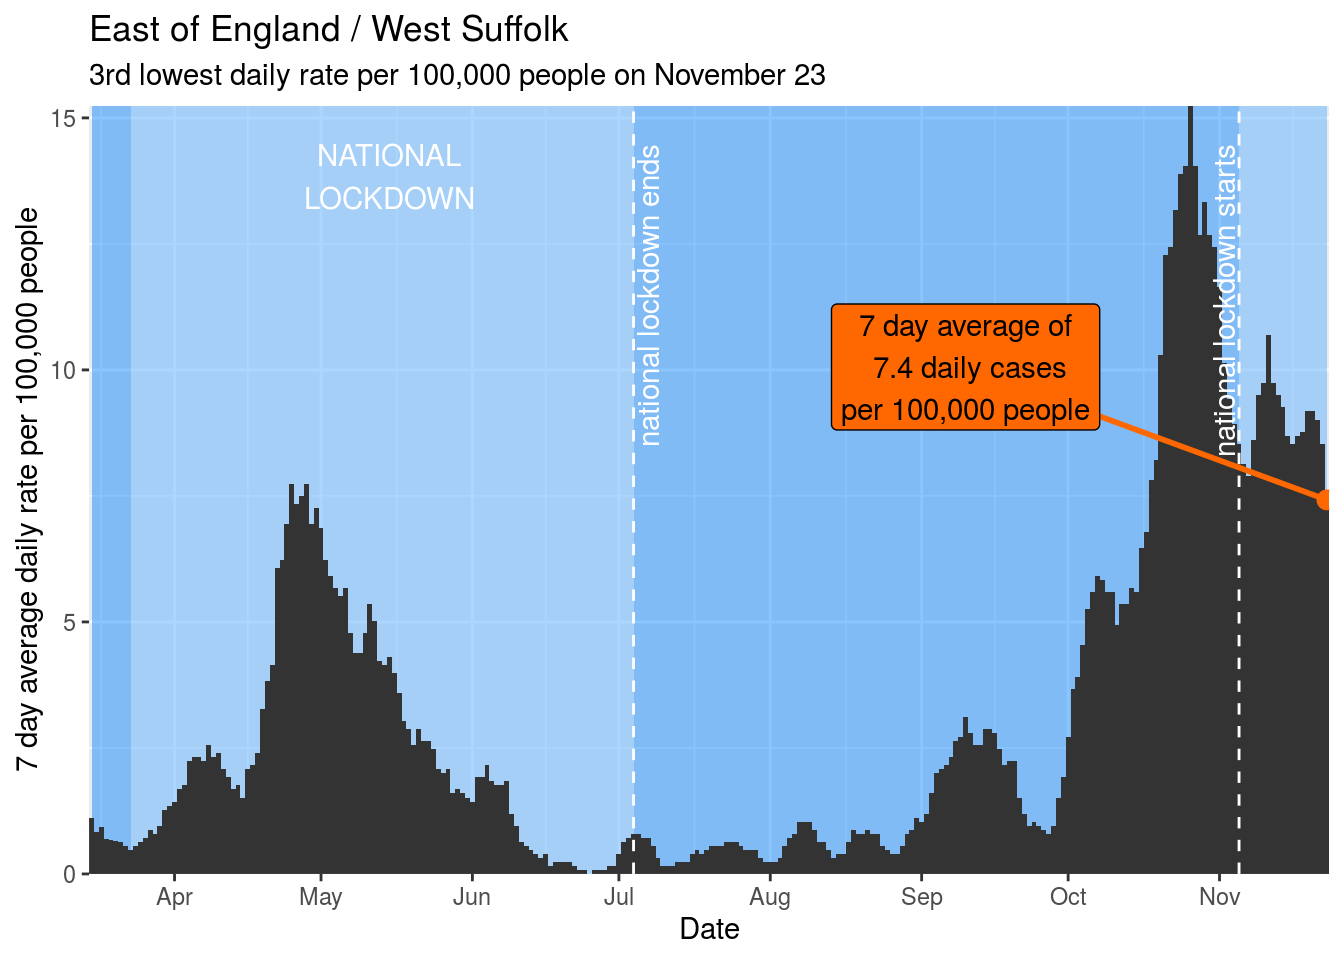 East of England / West Suffolk
3rd lowest daily rate per 100,000 people on November 23
7 day average daily rate per 100,000 people
15
10
5
0
NATIONAL
LOCKDOWN
national lockdown ends
7 day average of
7.4 daily cases
per 100,000 people
national lockdown starts
Apr
May
Jun
Jul
Aug
Sep
Oct
Nov
Date